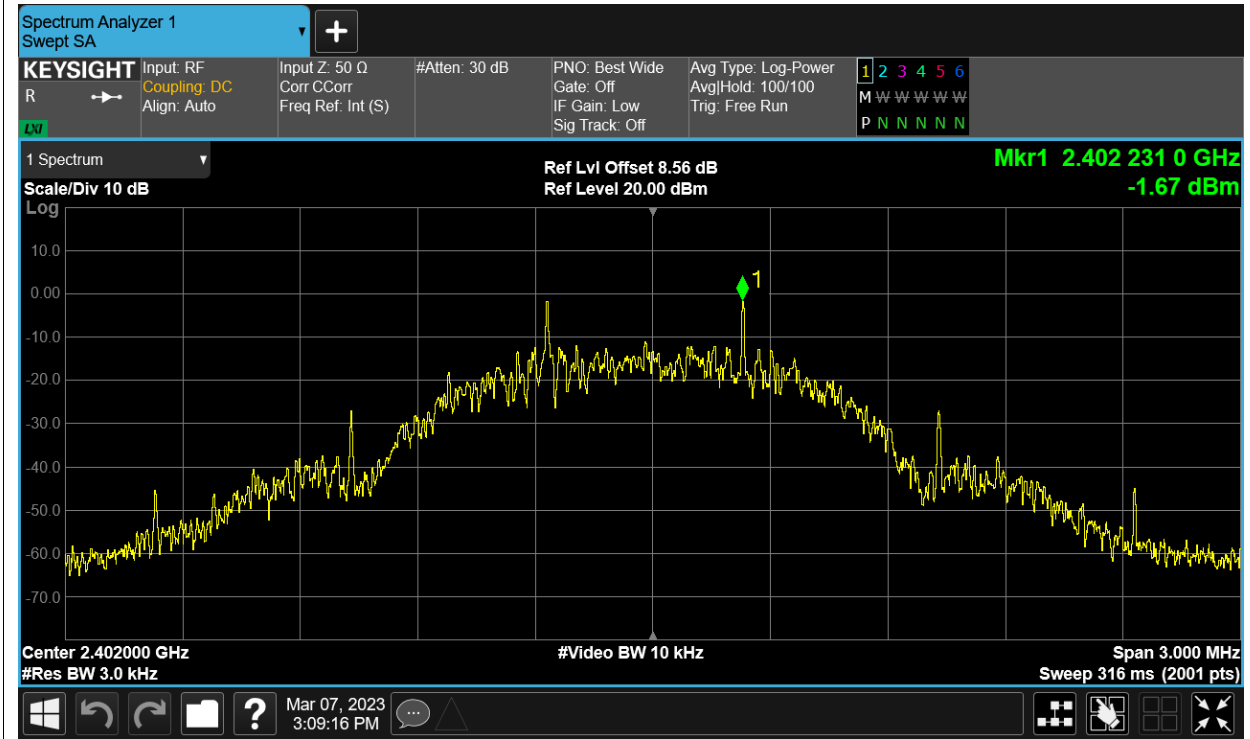 Spectrum Analyzer 1
Swept SA
KEYSIGHT
R
LXI
Input: RF
Coupling: DC
Align: Auto
Input Z: 50 Ω
Corr CCorr
Freq Ref: Int (S)
#Atten: 30 dB
PNO: Best Wide
Gate: Off
IF Gain: Low
Sig Track: Off
Avg Type: Log-Power
Avg|Hold: 100/100
Trig: Free Run
1 2 3 4 5 6
M W W W W W
P N N N N N
1 Spectrum
Scale/Div 10 dB
Log
Ref Lvl Offset 8.56 dB
Ref Level 20.00 dBm
Mkr1 2.402 231 0 GHz
-1.67 dBm
10.0
0.00
-10.0
-20.0
-30.0
-40.0
-50.0
-60.0
-70.0
1
Center 2.402000 GHz
#Res BW 3.0 kHz
#Video BW 10 kHz
Span 3.000 MHz
Sweep 316 ms (2001 pts)
?
Mar 07, 2023
3:09:16 PM